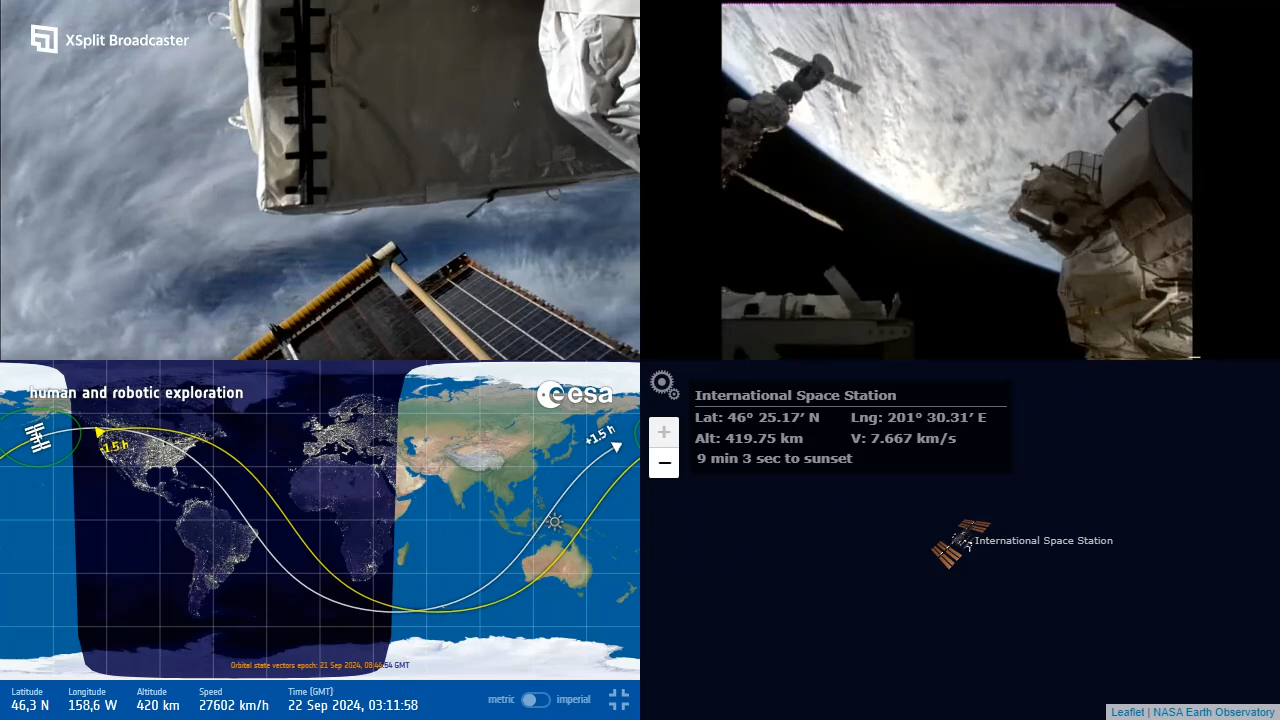 XSplit Broadcaster
human and robotic exploration
esa
-1.5 h
+1.5 h
Orbital state vectors epoch: 21 Sep 2024, 08:44:54 GMT
Latitude Longitude Altitude Speed Time (GMT)
46,3 N 158,6 W 420 km 27602 km/h 22 Sep 2024, 03:11:58
metric imperial
International Space Station
Lat: 46° 25.17′ N Lng: 201° 30.31′ E
Alt: 419.75 km V: 7.667 km/s
9 min 3 sec to sunset
+
−
International Space Station
Leaflet | NASA Earth Observatory